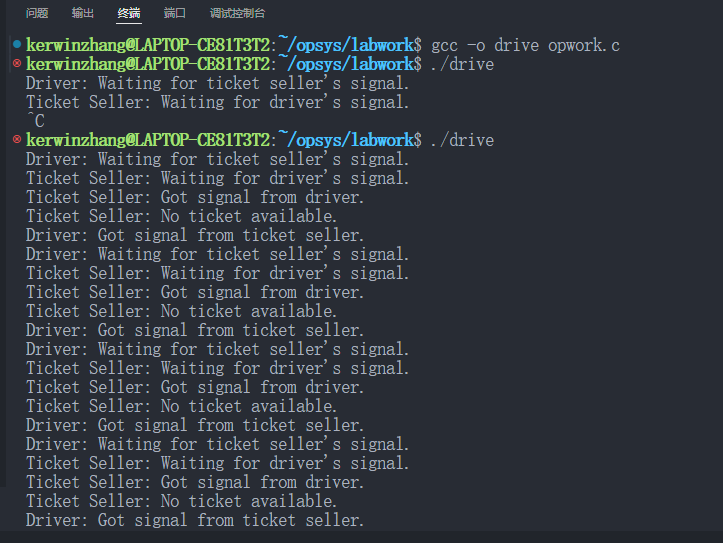 问题 输出 终端 端口 调试控制台
kerwinzhang@LAPTOP-CE81T3T2:~/opsys/labwork$ gcc -o drive opwork.c
kerwinzhang@LAPTOP-CE81T3T2:~/opsys/labwork$ ./drive
Driver: Waiting for ticket seller's signal.
Ticket Seller: Waiting for driver's signal.
^C
kerwinzhang@LAPTOP-CE81T3T2:~/opsys/labwork$ ./drive
Driver: Waiting for ticket seller's signal.
Ticket Seller: Waiting for driver's signal.
Ticket Seller: Got signal from driver.
Ticket Seller: No ticket available.
Driver: Got signal from ticket seller.
Driver: Waiting for ticket seller's signal.
Ticket Seller: Waiting for driver's signal.
Ticket Seller: Got signal from driver.
Ticket Seller: No ticket available.
Driver: Got signal from ticket seller.
Driver: Waiting for ticket seller's signal.
Ticket Seller: Waiting for driver's signal.
Ticket Seller: Got signal from driver.
Ticket Seller: No ticket available.
Driver: Got signal from ticket seller.
Driver: Waiting for ticket seller's signal.
Ticket Seller: Waiting for driver's signal.
Ticket Seller: Got signal from driver.
Ticket Seller: No ticket available.
Driver: Got signal from ticket seller.